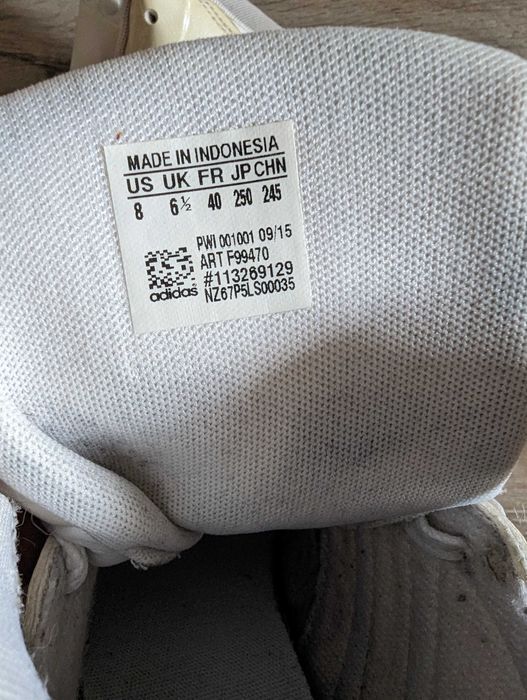 MADE IN INDONESIA
US UK FR JP CHN
8 6½ 40 250 245
PWI 001001 09/15
ART F99470
#113269129
adidas NZ67P5LS00035